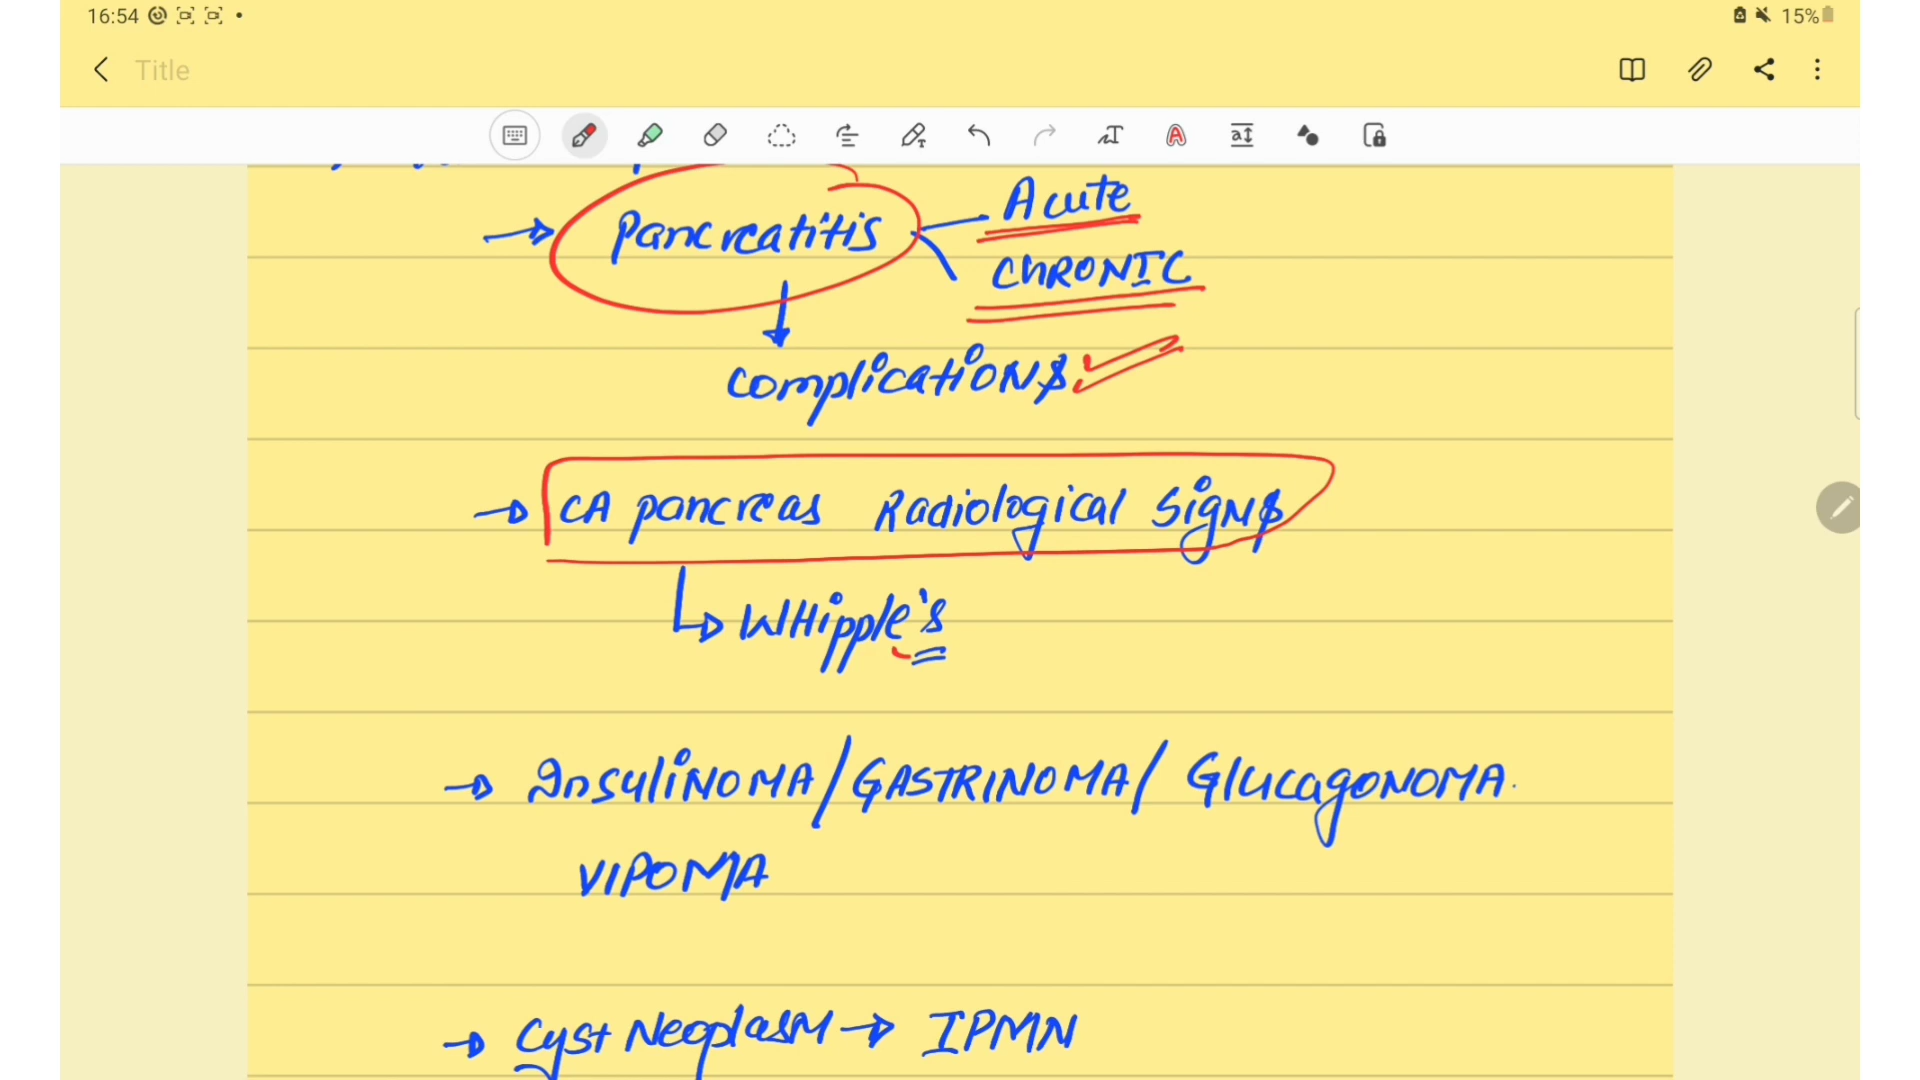 16:54 15%
Title
→ Pancreatitis Acute
CHRONIC
complications
→ CA pancreas Radiological Signs
WHipple's
→ InsuliNOMA/GASTRINOMA/ GlucagonOMA.
VIPOMA
→ Cyst Neoplasm → IPMN